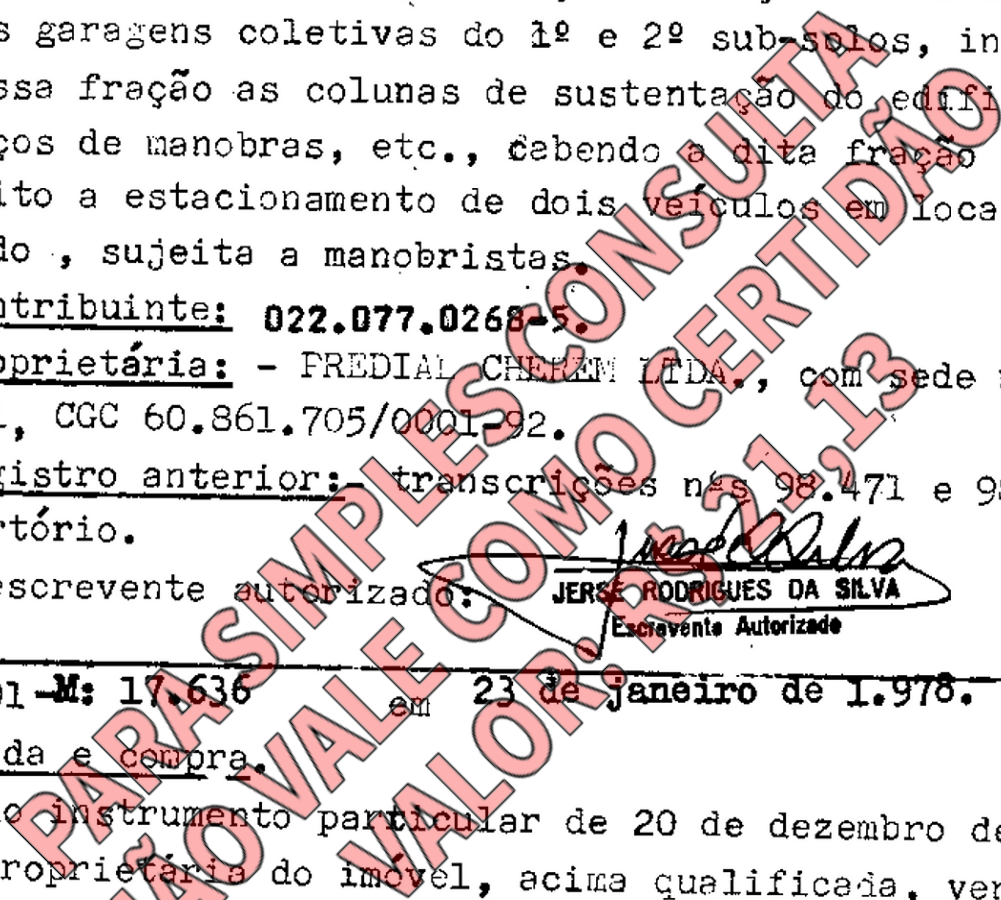 s garagens coletivas do 1º e 2º sub-solos, in
ssa fração as colunas de sustentação do edifi
ços de manobras, etc., cabendo a dita fração
ito a estacionamento de dois veículos em loca
do , sujeita a manobristas.
ntribuinte: 022.077.0268-5.
oprietária: - PREDIAL CHEREM LTDA., com sede
, CGC 60.861.705/0001-92.
gistro anterior:- transcrições nºs 98.471 e 98
rtório.
escrevente autorizado:
JERSÉ RODRIGUES DA SILVA
Escrevente Autorizado
1 -M: 17.636 em 23 de janeiro de 1.978.
da e compra.
o instrumento particular de 20 de dezembro de
roprietária do imóvel, acima qualificada, ven
PARA SIMPLES CONSULTA
NÃO VALE COMO CERTIDÃO
VALOR: R$ 21,13